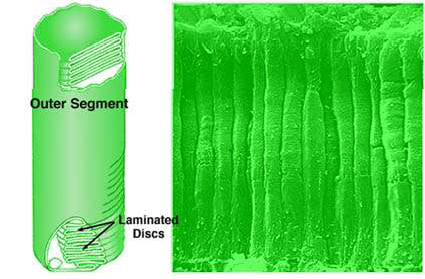 Outer Segment
Laminated
Discs